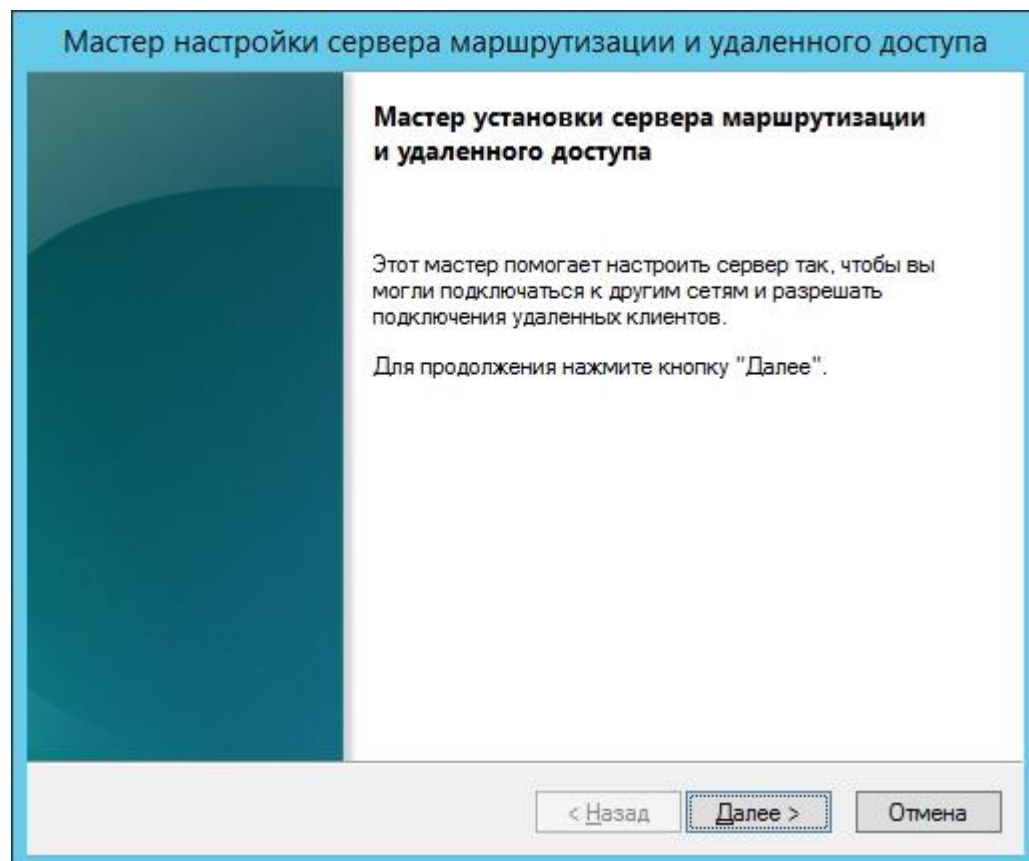 Мастер настройки сервера маршрутизации и удаленного доступа
Мастер установки сервера маршрутизации
и удаленного доступа
Этот мастер помогает настроить сервер так, чтобы вы
могли подключаться к другим сетям и разрешать
подключения удаленных клиентов.
Для продолжения нажмите кнопку "Далее".
< Назад Далее > Отмена